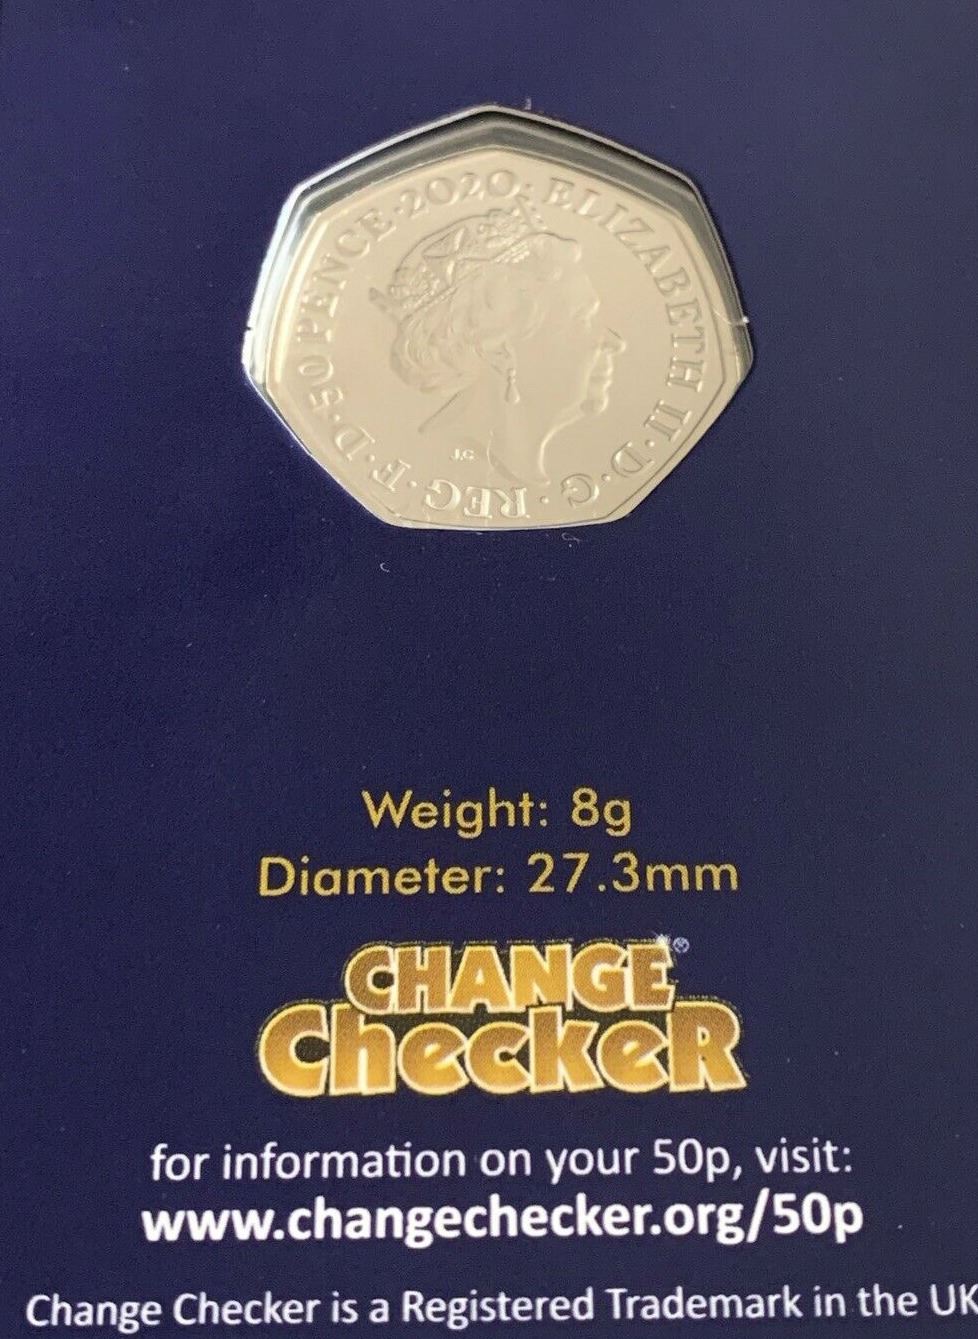 50 PENCE · 2020 · ELIZABETH II · D · G · REG · F · D ·
J.C
Weight: 8g
Diameter: 27.3mm
CHANGE ®
CheckeR
for information on your 50p, visit:
www.changechecker.org/50p
Change Checker is a Registered Trademark in the UK